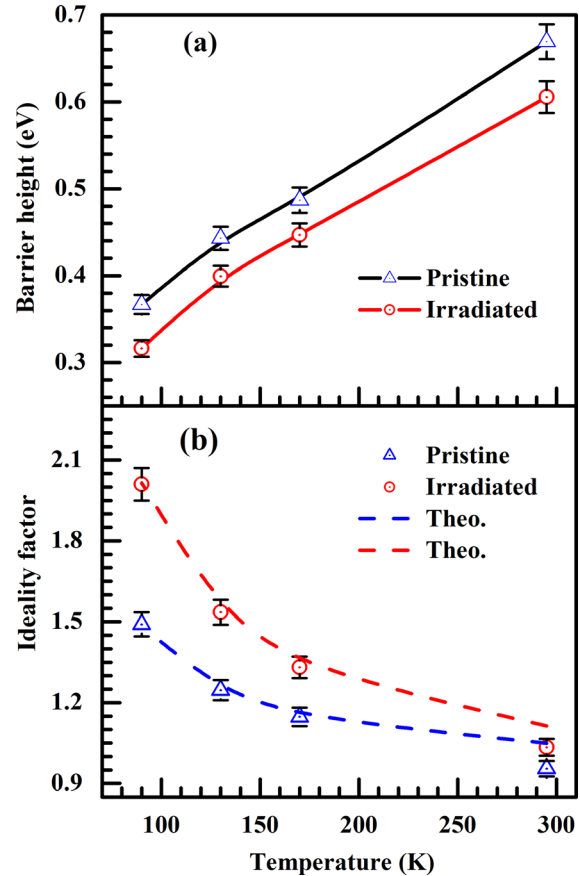 0.7
(a)
0.6
0.5
0.4
0.3
Barrier height (eV)
Pristine
Irradiated
(b)
2.1
1.8
1.5
1.2
0.9
Ideality factor
Pristine
Irradiated
Theo.
Theo.
100 150 200 250 300
Temperature (K)